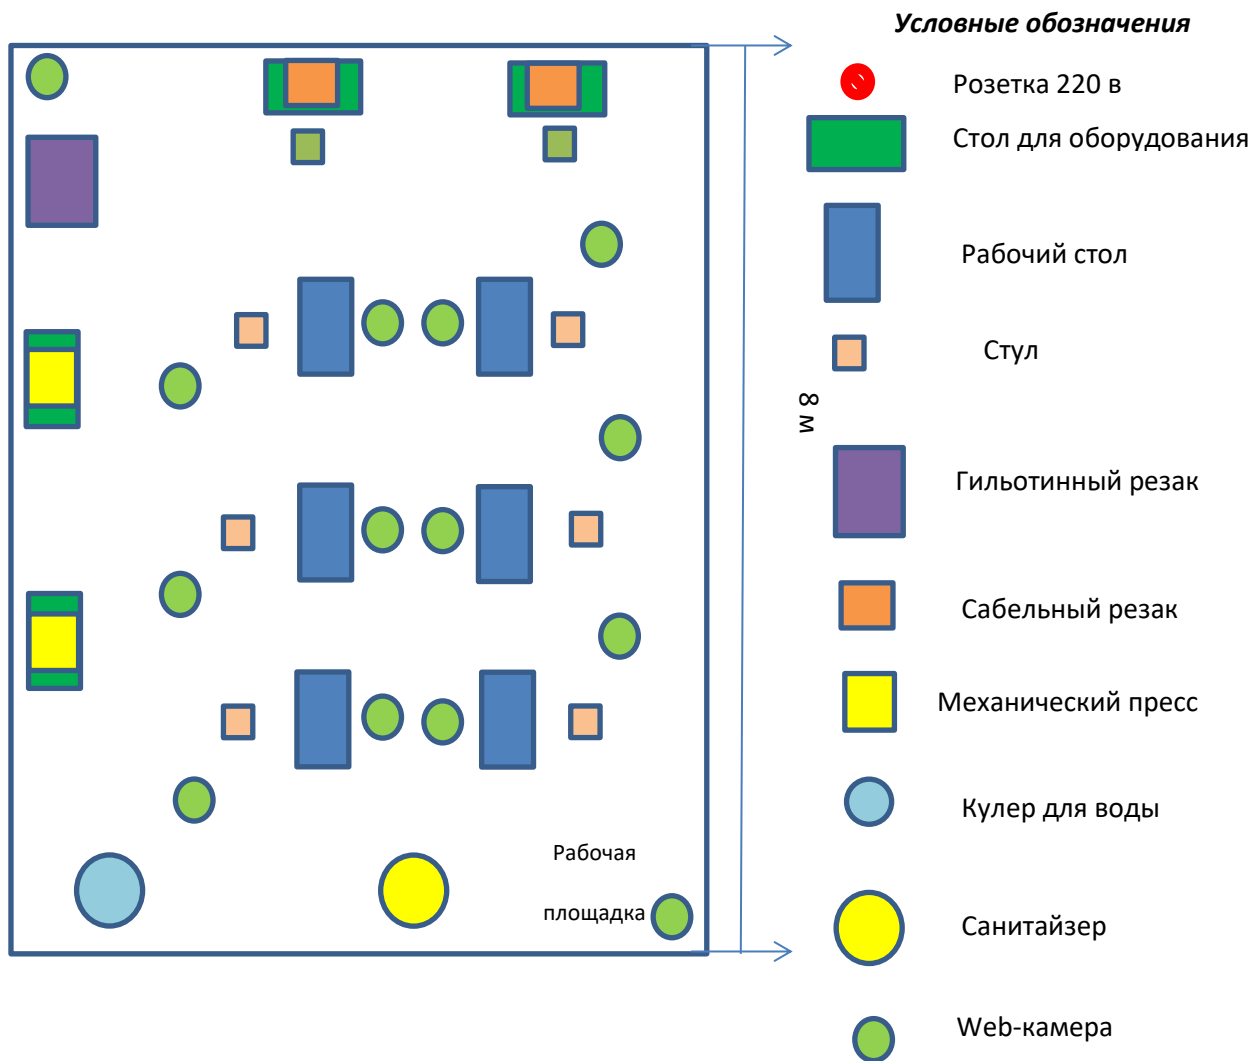 Условные обозначения
Розетка 220 в
Стол для оборудования
Рабочий стол
Стул
8 м
Гильотинный резак
Сабельный резак
Механический пресс
Кулер для воды
Рабочая
площадка
Санитайзер
Web-камера